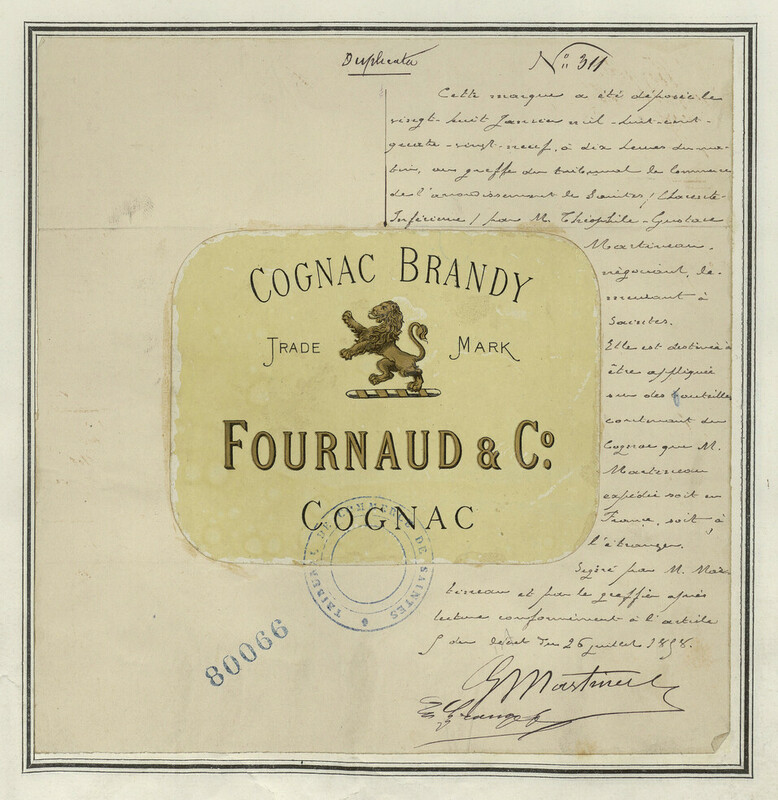 Duplicata
N° 311
Cette marque a été déposée le
vingt-huit Janvier mil-huit-cent-
quatre-vingt-neuf, à dix heures du ma-
tin, au greffe du tribunal de Commerce
de l'arrondissement de Saintes (Charente-
Inférieure) par M. Théophile-Gustave
Martineau,
négociant, de-
meurant à
Saintes.
Elle est destinée à
être appliquée
sur des bouteilles
contenant du
Cognac que M.
Martineau
expédie soit en
France, soit à
l'étranger.
Signé par M. Mar-
tineau et par le greffier après
lecture conformément à l'article
5 du décret du 26 juillet 1858.
G Martineau
COGNAC BRANDY
TRADE MARK
FOURNAUD & Co.
COGNAC
TRIBUNAL DE COMMERCE DE SAINTES
80066